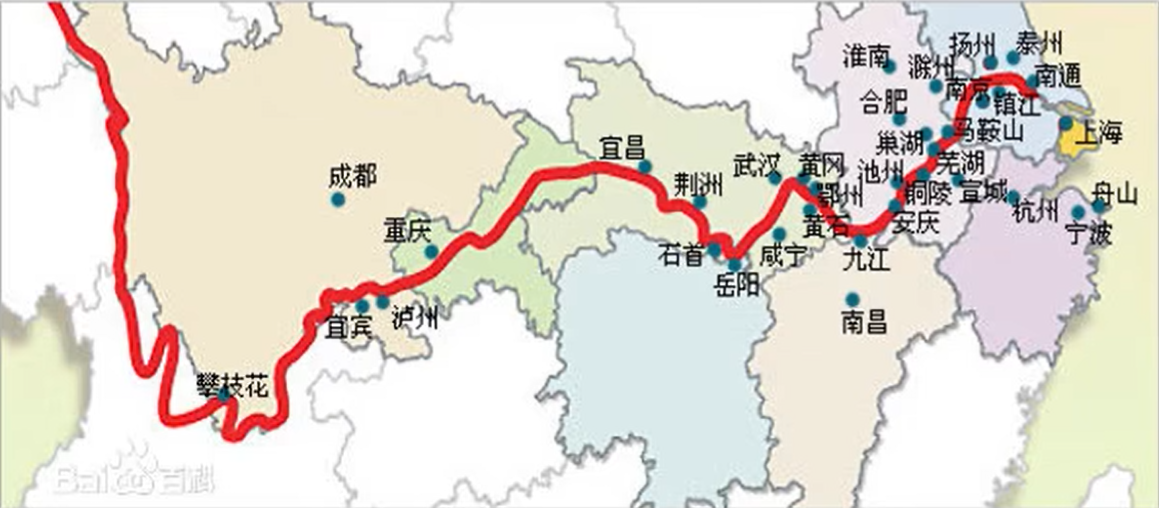 扬州
泰州
淮南
滁州
南通
南京
镇江
合肥
马鞍山
上海
巢湖
宜昌
武汉
黄冈
池州
芜湖
成都
荆洲
鄂州
铜陵
宣城
杭州
舟山
重庆
黄石
安庆
宁波
石首
咸宁
九江
岳阳
宜宾
泸州
南昌
攀枝花
Bai百科